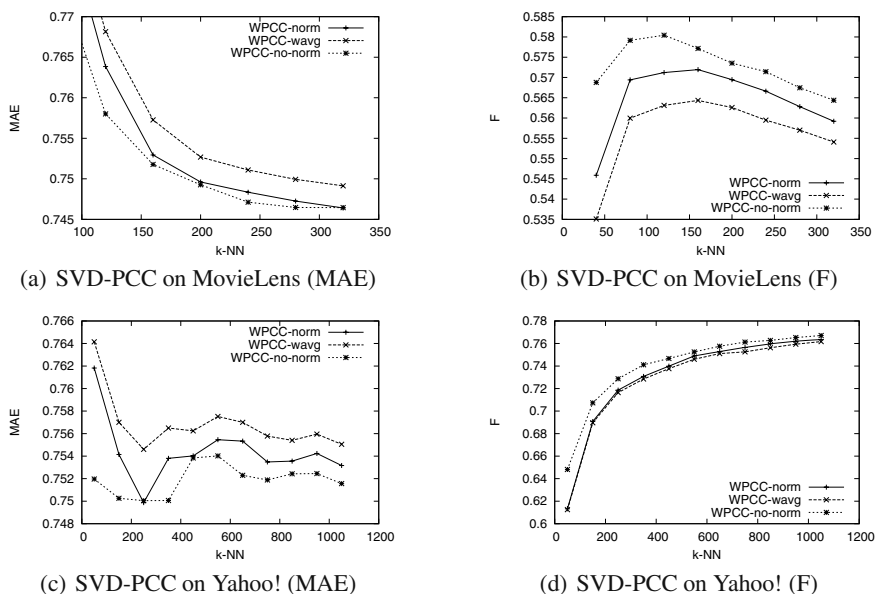 0.77
0.765
0.76
0.755
0.75
0.745
MAE
100 150 200 250 300 350
k-NN
WPCC-norm
WPCC-wavg
WPCC-no-norm
(a) SVD-PCC on MovieLens (MAE)
0.585
0.58
0.575
0.57
0.565
0.56
0.555
0.55
0.545
0.54
0.535
F
0 50 100 150 200 250 300 350
k-NN
WPCC-norm
WPCC-wavg
WPCC-no-norm
(b) SVD-PCC on MovieLens (F)
0.766
0.764
0.762
0.76
0.758
0.756
0.754
0.752
0.75
0.748
MAE
0 200 400 600 800 1000 1200
k-NN
WPCC-norm
WPCC-wavg
WPCC-no-norm
(c) SVD-PCC on Yahoo! (MAE)
0.78
0.76
0.74
0.72
0.7
0.68
0.66
0.64
0.62
0.6
F
0 200 400 600 800 1000 1200
k-NN
WPCC-norm
WPCC-wavg
WPCC-no-norm
(d) SVD-PCC on Yahoo! (F)